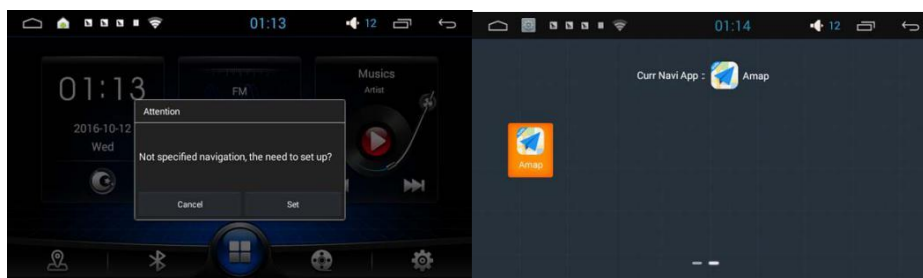 01:13
12
01:13
2016-10-12
Wed
FM
Musics
Artist
Attention
Not specified navigation, the need to set up?
Cancel
Set
01:14
12
Curr Navi App :
Amap
Amap